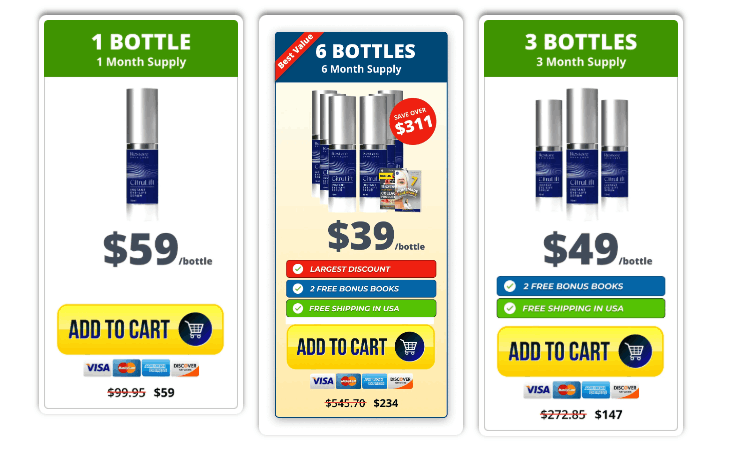 1 BOTTLE
1 Month Supply
$59 /bottle
ADD TO CART
VISA DISCOVER
$99.95 $59
Best Value
6 BOTTLES
6 Month Supply
SAVE OVER
$311
CitruLift
$39 /bottle
LARGEST DISCOUNT
2 FREE BONUS BOOKS
FREE SHIPPING IN USA
ADD TO CART
VISA DISCOVER
$545.70 $234
3 BOTTLES
3 Month Supply
CitruLift
$49 /bottle
2 FREE BONUS BOOKS
FREE SHIPPING IN USA
ADD TO CART
VISA DISCOVER
$272.85 $147